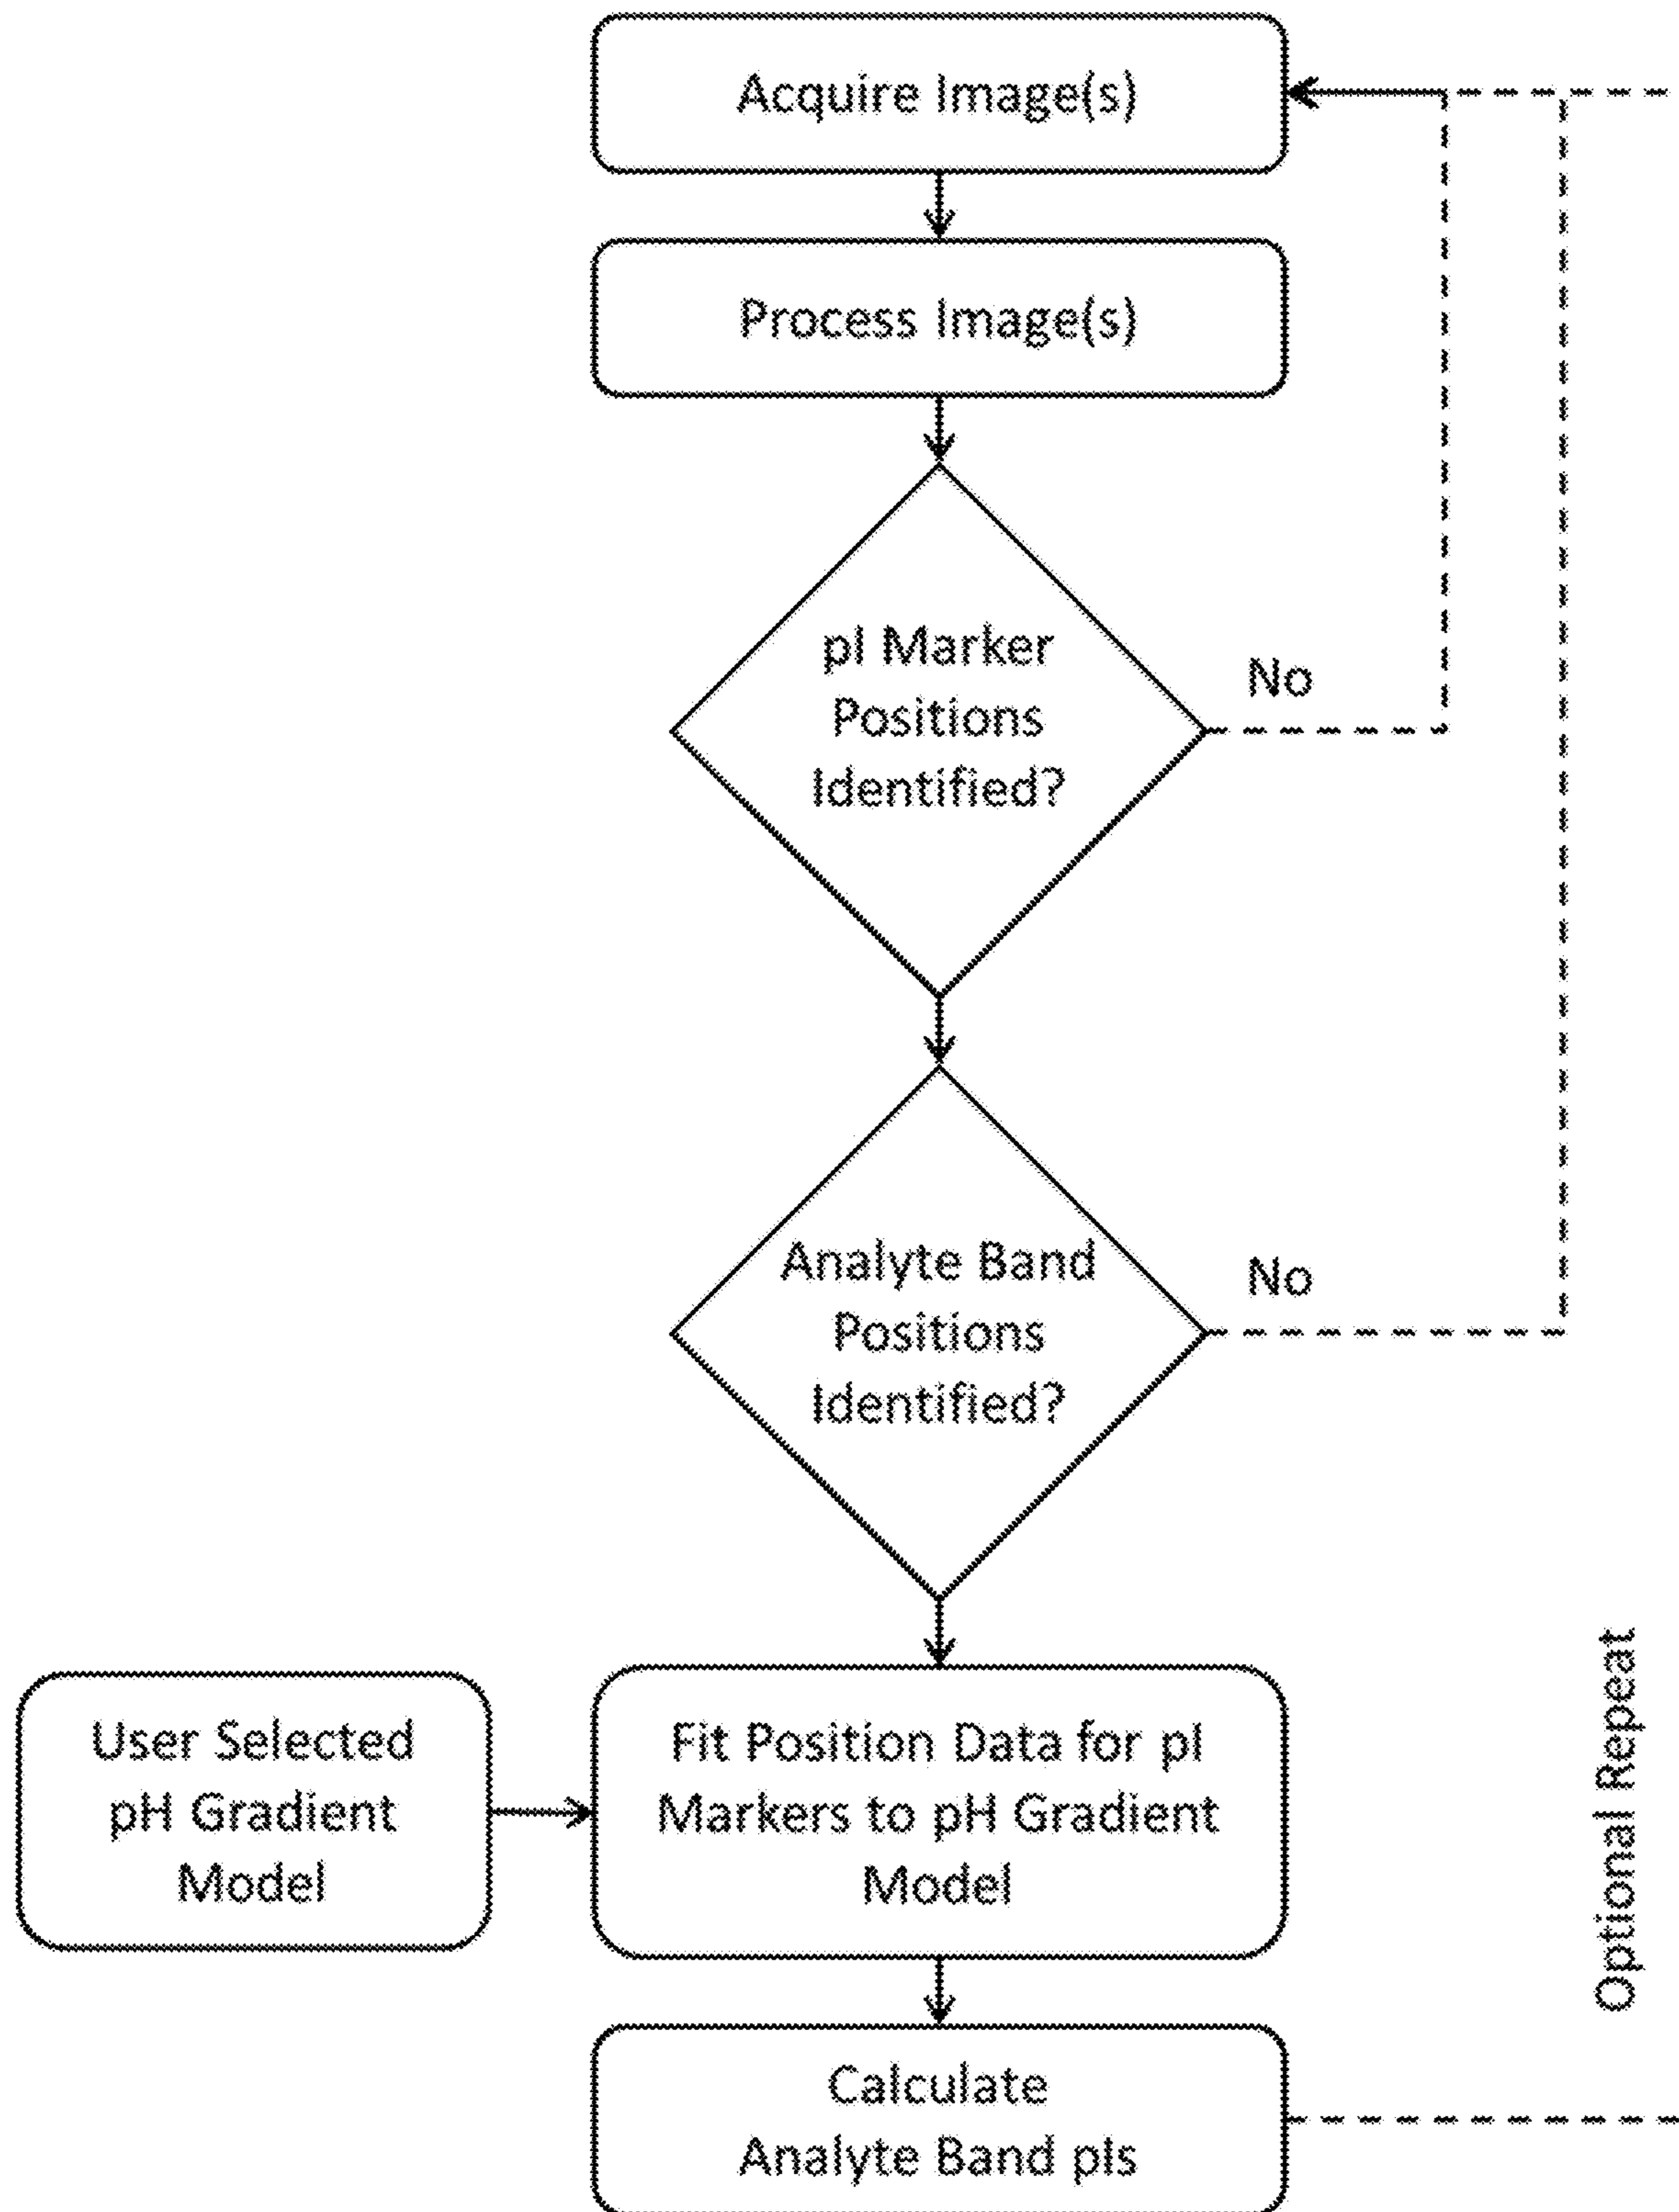 Acquire Image(s)
Process Image(s)
pI Marker
Positions
Identified?
No
Analyte Band
Positions
Identified?
No
User Selected
pH Gradient
Model
Fit Position Data for pI
Markers to pH Gradient
Model
Optional Repeat
Calculate
Analyte Band pIs